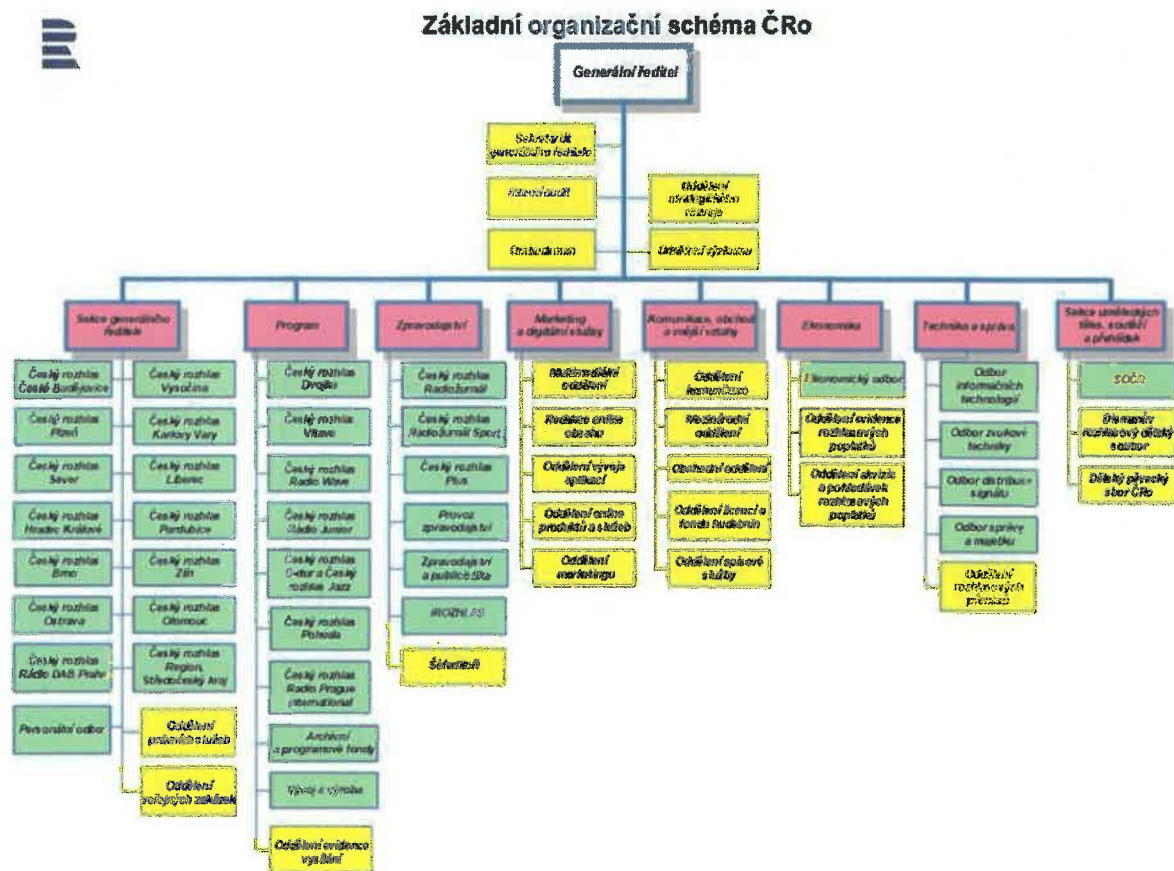 Základní organizační schéma ČRo
Generální ředitel
Sekretariát
generálního ředitele
Interní audit
Oddělení
strategického
rozvoje
Ombudsman
Oddělení výzkumu
Sekce generálního
ředitele
Program
Zpravodajství
Marketing
a digitální služby
Komunikace, obchod
a vnější vztahy
Ekonomika
Technika a správa
Sekce uměleckých
těles, soutěží
a přehlídek
Český rozhlas
České Budějovice
Český rozhlas
Vysočina
Český rozhlas
Plzeň
Český rozhlas
Karlovy Vary
Český rozhlas
Sever
Český rozhlas
Liberec
Český rozhlas
Hradec Králové
Český rozhlas
Pardubice
Český rozhlas
Brno
Český rozhlas
Zlín
Český rozhlas
Ostrava
Český rozhlas
Olomouc
Český rozhlas
Rádio DAB Praha
Český rozhlas
Region,
Středočeský kraj
Personální odbor
Oddělení
právních služeb
Oddělení
veřejných zakázek
Český rozhlas
Dvojka
Český rozhlas
Vltava
Český rozhlas
Radio Wave
Český rozhlas
Rádio Junior
Český rozhlas
D-dur a Český
rozhlas Jazz
Český rozhlas
Pohoda
Český rozhlas
Radio Prague
International
Archivní
a programové fondy
Vývoj a výroba
Oddělení evidence
vysílání
Český rozhlas
Radiožurnál
Český rozhlas
Radiožurnál Sport
Český rozhlas
Plus
Provoz
zpravodajství
Zpravodajství
a publicistika
iROZHLAS
Šéfeditoři
Multimediální
oddělení
Redakce online
obsahu
Oddělení vývoje
aplikací
Oddělení online
produktů a služeb
Oddělení
marketingu
Oddělení
komunikace
Mezinárodní
oddělení
Obchodní oddělení
Oddělení licencí a
fondu hudebnin
Oddělení spisové
služby
Ekonomický odbor
Oddělení evidence
rozhlasových
poplatků
Oddělení
a pohledávek
rozhlasových
poplatků
Odbor
informačních
technologií
Odbor zvukové
techniky
Odbor distribuce
signálu
Odbor správy
a majetku
Oddělení
rozhlasových
přenosů
SOČR
Dismanův
rozhlasový dětský
soubor
Dětský pěvecký
sbor ČRo